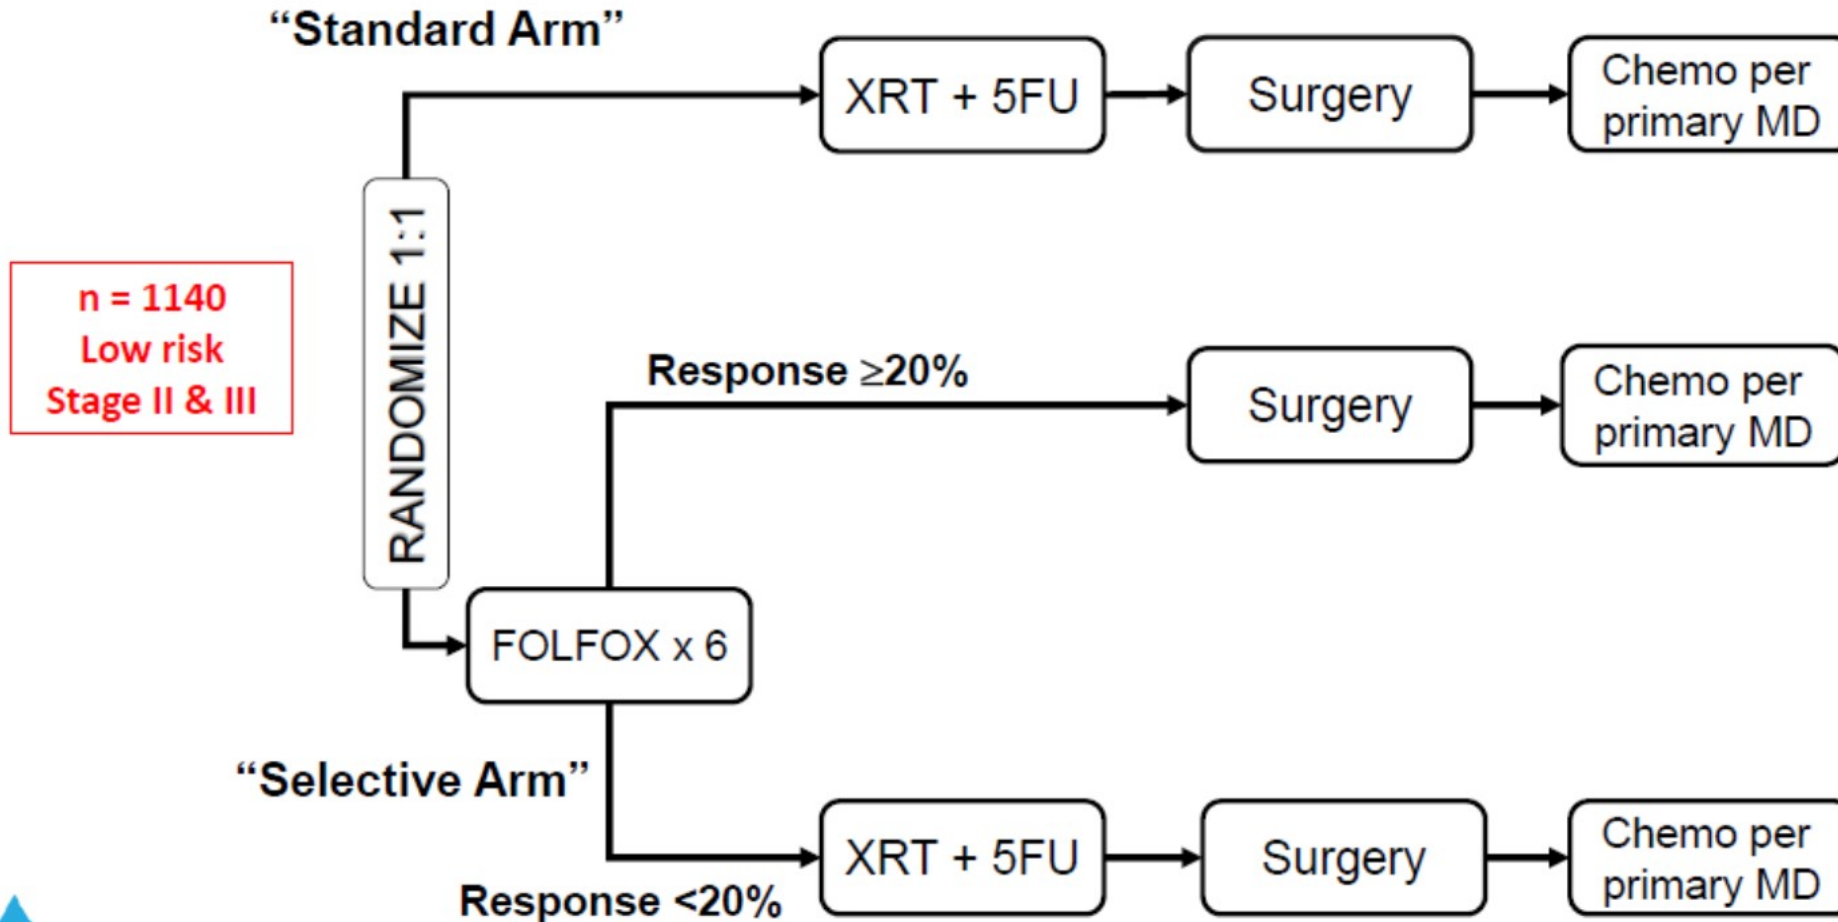 “Standard Arm”
XRT + 5FU
Surgery
Chemo per
primary MD
RANDOMIZE 1:1
n = 1140
Low risk
Stage II & III
Response ≥20%
Surgery
Chemo per
primary MD
FOLFOX x 6
“Selective Arm”
Response <20%
XRT + 5FU
Surgery
Chemo per
primary MD